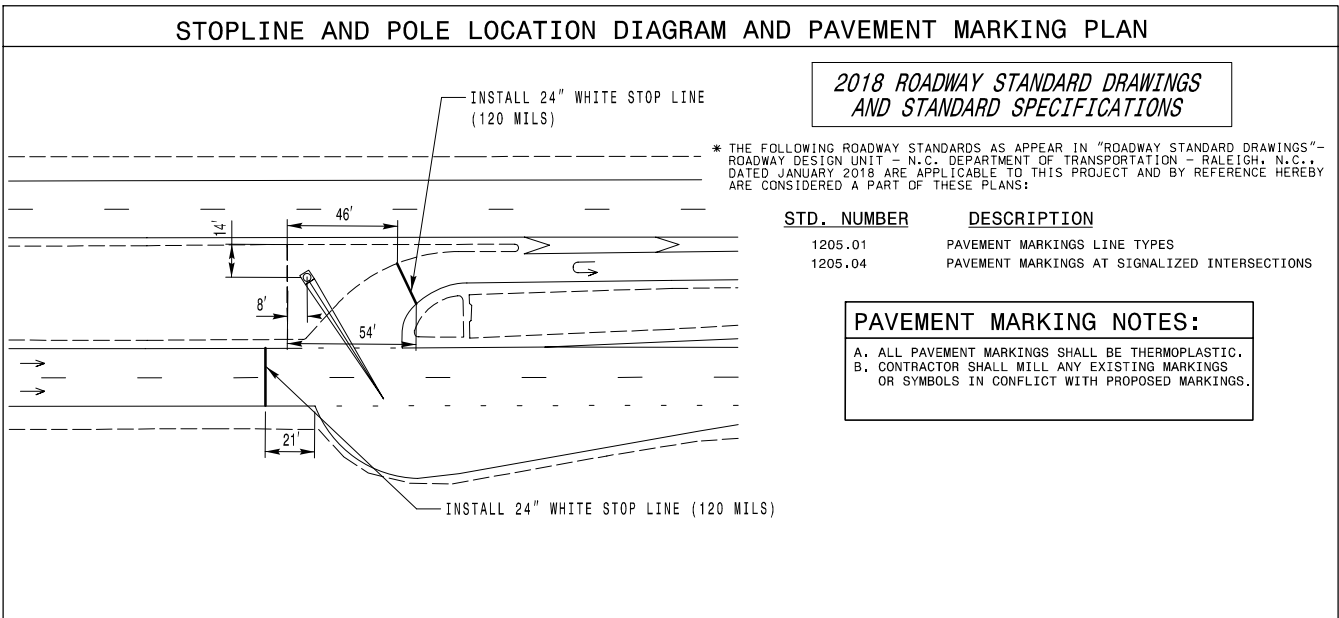 STOPLINE AND POLE LOCATION DIAGRAM AND PAVEMENT MARKING PLAN
INSTALL 24" WHITE STOP LINE
(120 MILS)
46'
14'
8'
54'
21'
INSTALL 24" WHITE STOP LINE (120 MILS)
2018 ROADWAY STANDARD DRAWINGS
AND STANDARD SPECIFICATIONS
* THE FOLLOWING ROADWAY STANDARDS AS APPEAR IN "ROADWAY STANDARD DRAWINGS"-
ROADWAY DESIGN UNIT - N.C. DEPARTMENT OF TRANSPORTATION - RALEIGH, N.C.,
DATED JANUARY 2018 ARE APPLICABLE TO THIS PROJECT AND BY REFERENCE HEREBY
ARE CONSIDERED A PART OF THESE PLANS:
STD. NUMBER DESCRIPTION
1205.01 PAVEMENT MARKINGS LINE TYPES
1205.04 PAVEMENT MARKINGS AT SIGNALIZED INTERSECTIONS
PAVEMENT MARKING NOTES:
A. ALL PAVEMENT MARKINGS SHALL BE THERMOPLASTIC.
B. CONTRACTOR SHALL MILL ANY EXISTING MARKINGS
OR SYMBOLS IN CONFLICT WITH PROPOSED MARKINGS.